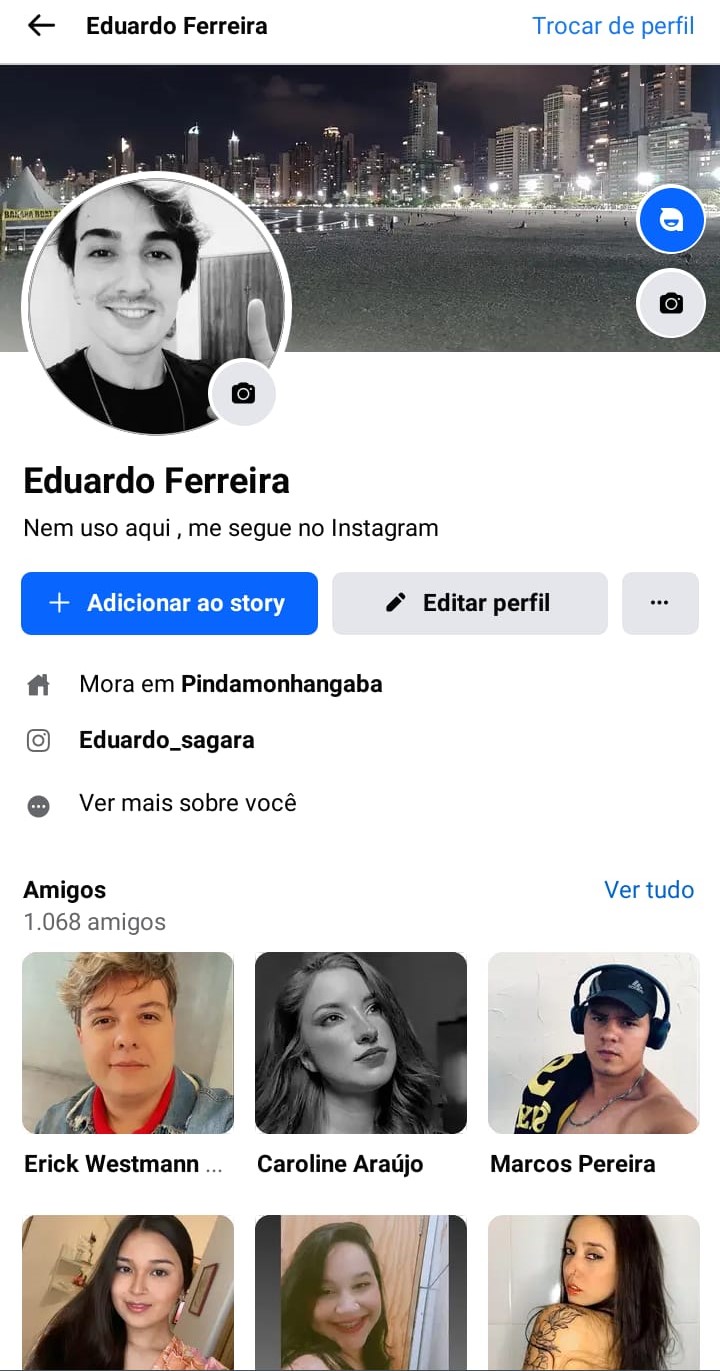 Eduardo Ferreira
Trocar de perfil
Eduardo Ferreira
Nem uso aqui , me segue no Instagram
Adicionar ao story
Editar perfil
Mora em Pindamonhangaba
Eduardo_sagara
Ver mais sobre você
Amigos
Ver tudo
1.068 amigos
Erick Westmann ...
Caroline Araújo
Marcos Pereira